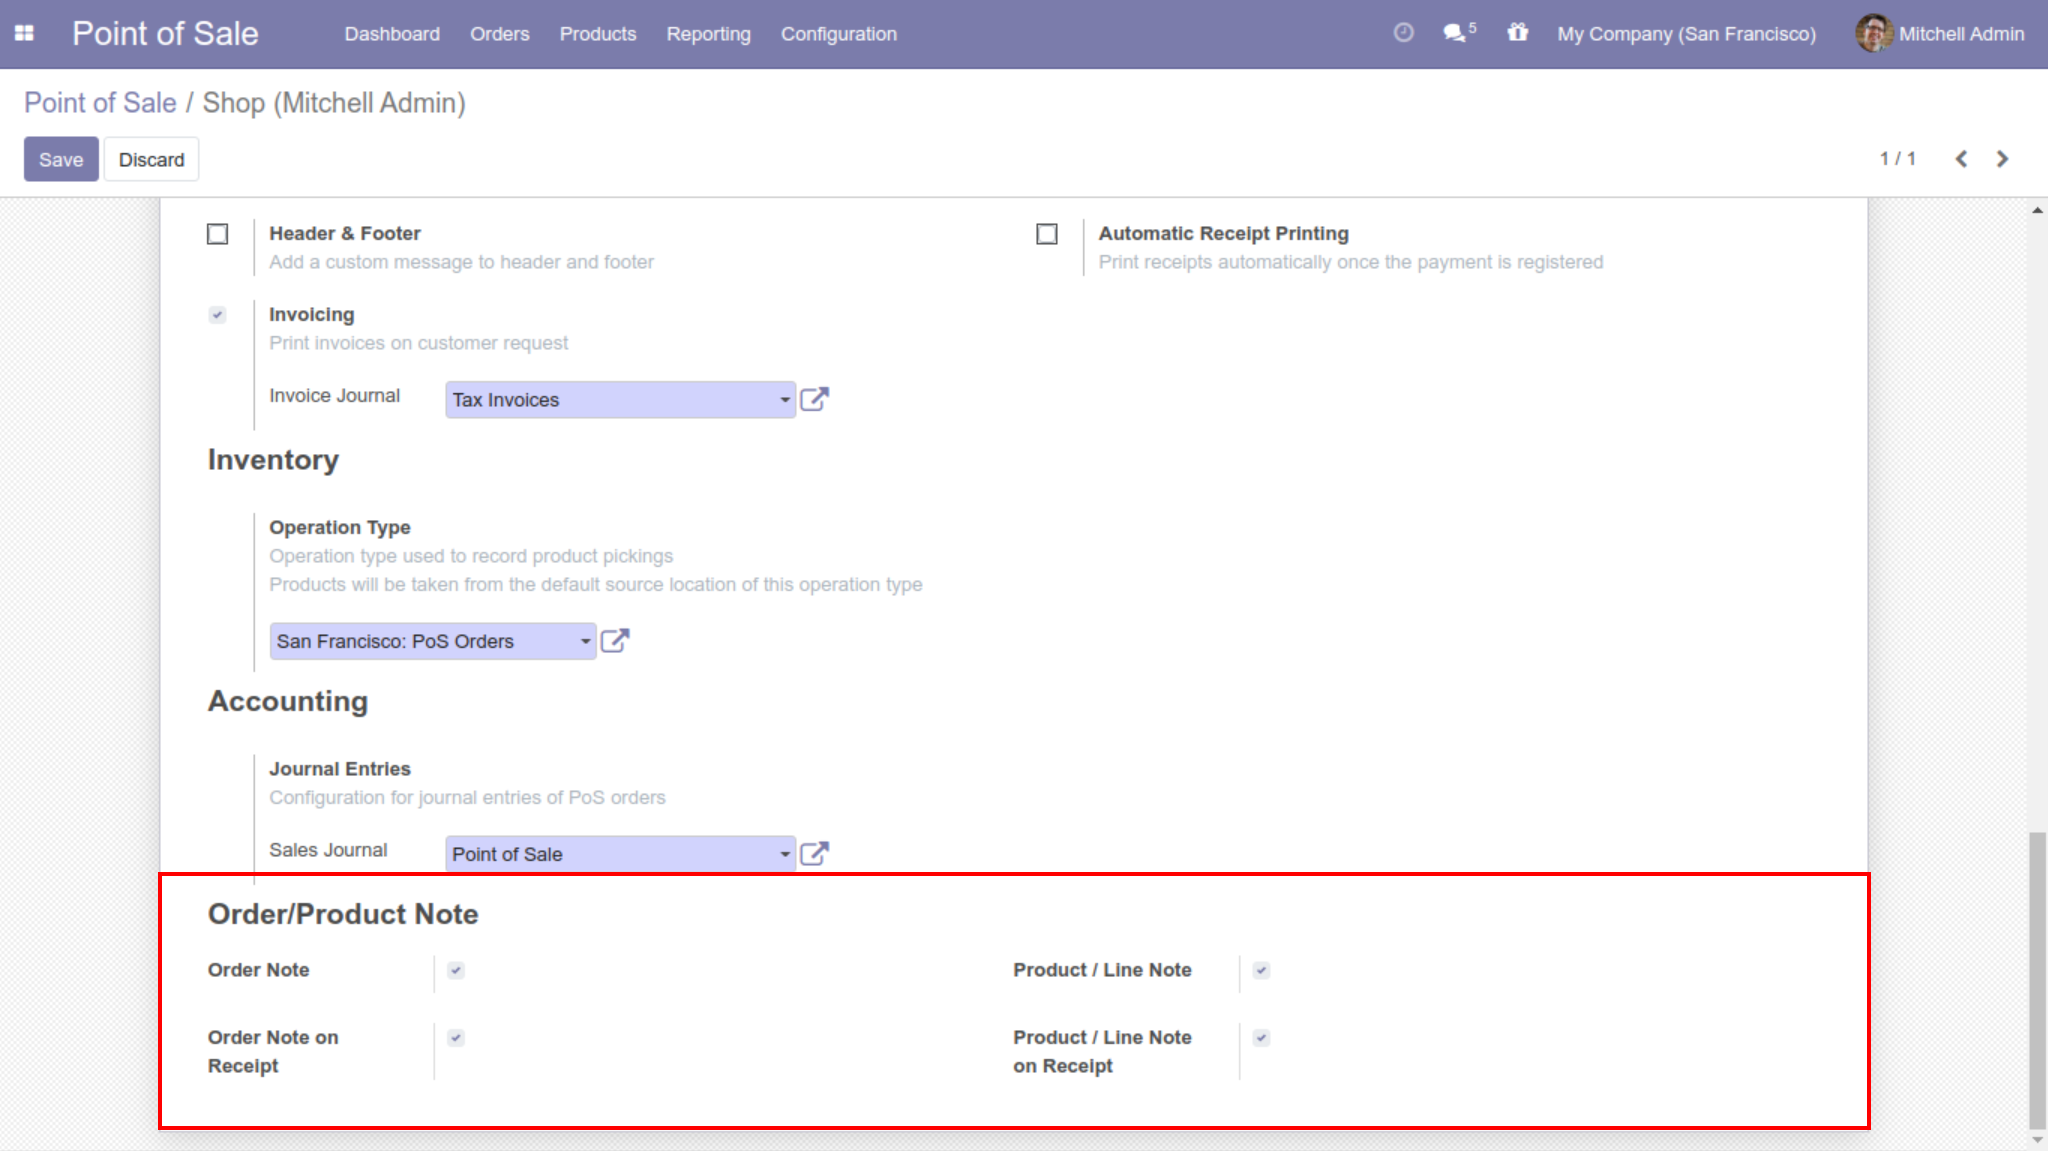 Point of Sale Dashboard Orders Products Reporting Configuration 5 My Company (San Francisco) Mitchell Admin
Point of Sale / Shop (Mitchell Admin)
Save Discard 1 / 1
Header & Footer
Add a custom message to header and footer
Automatic Receipt Printing
Print receipts automatically once the payment is registered
Invoicing
Print invoices on customer request
Invoice Journal Tax Invoices
Inventory
Operation Type
Operation type used to record product pickings
Products will be taken from the default source location of this operation type
San Francisco: PoS Orders
Accounting
Journal Entries
Configuration for journal entries of PoS orders
Sales Journal Point of Sale
Order/Product Note
Order Note
Product / Line Note
Order Note on
Receipt
Product / Line Note
on Receipt